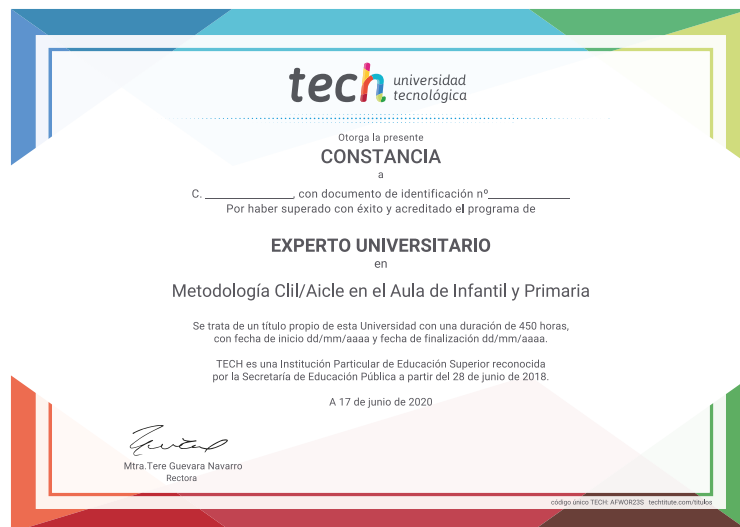 tech universidad
tecnológica
Otorga la presente
CONSTANCIA
a
C. ______________, con documento de identificación nº______________
Por haber superado con éxito y acreditado el programa de
EXPERTO UNIVERSITARIO
en
Metodología Clil/Aicle en el Aula de Infantil y Primaria
Se trata de un título propio de esta Universidad con una duración de 450 horas,
con fecha de inicio dd/mm/aaaa y fecha de finalización dd/mm/aaaa.
TECH es una Institución Particular de Educación Superior reconocida
por la Secretaría de Educación Pública a partir del 28 de junio de 2018.
A 17 de junio de 2020
Mtra.Tere Guevara Navarro
Rectora
código único TECH: AFWOR23S techtitute.com/titulos